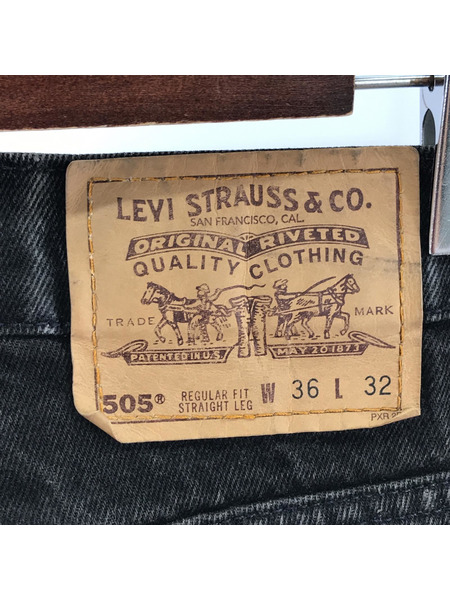 LEVI STRAUSS & CO.
SAN FRANCISCO, CAL.
ORIGINAL RIVETED
QUALITY CLOTHING
TRADE MARK
PATENTED IN U.S. MAY 20 1873
505® REGULAR FIT W 36 L 32
STRAIGHT LEG
PXR